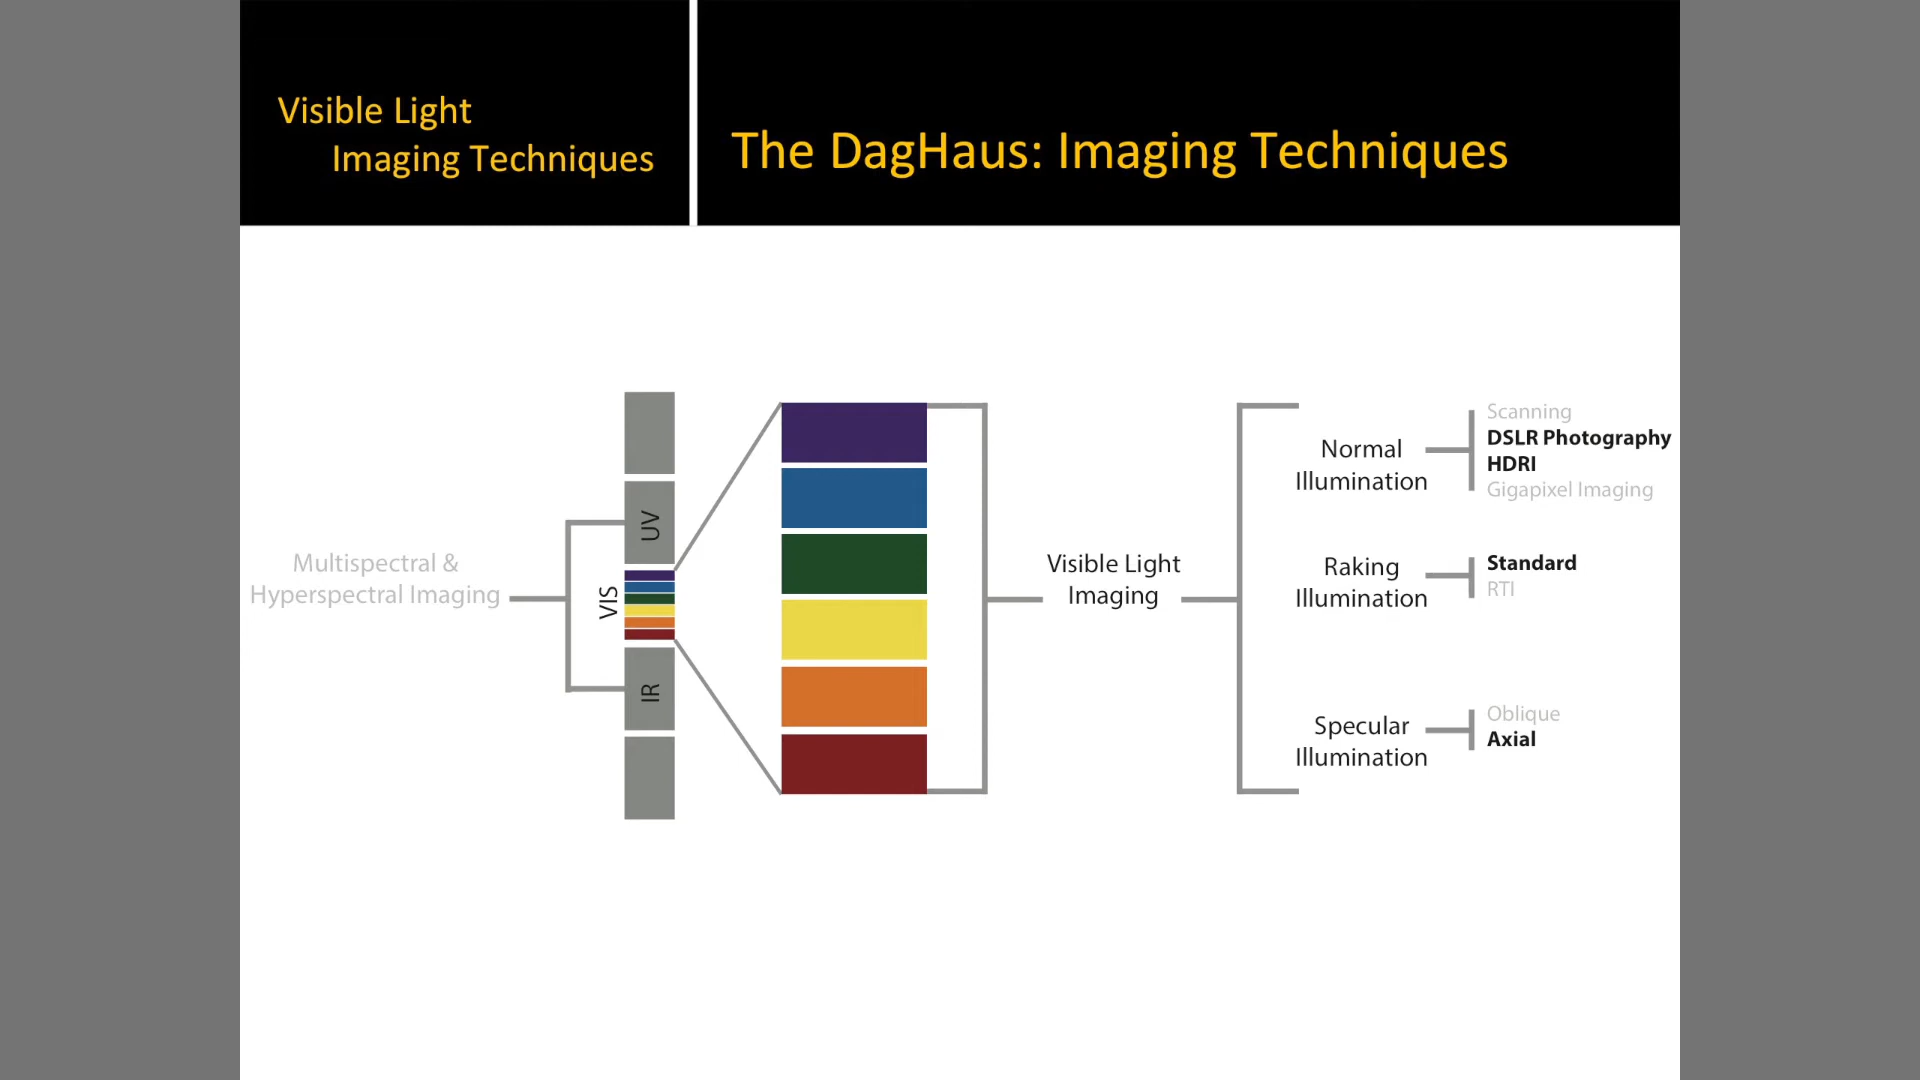 Visible Light
Imaging Techniques
The DagHaus: Imaging Techniques
Multispectral &
Hyperspectral Imaging
UV
VIS
IR
Visible Light
Imaging
Normal
Illumination
Scanning
DSLR Photography
HDRI
Gigapixel Imaging
Raking
Illumination
Standard
RTI
Specular
Illumination
Oblique
Axial